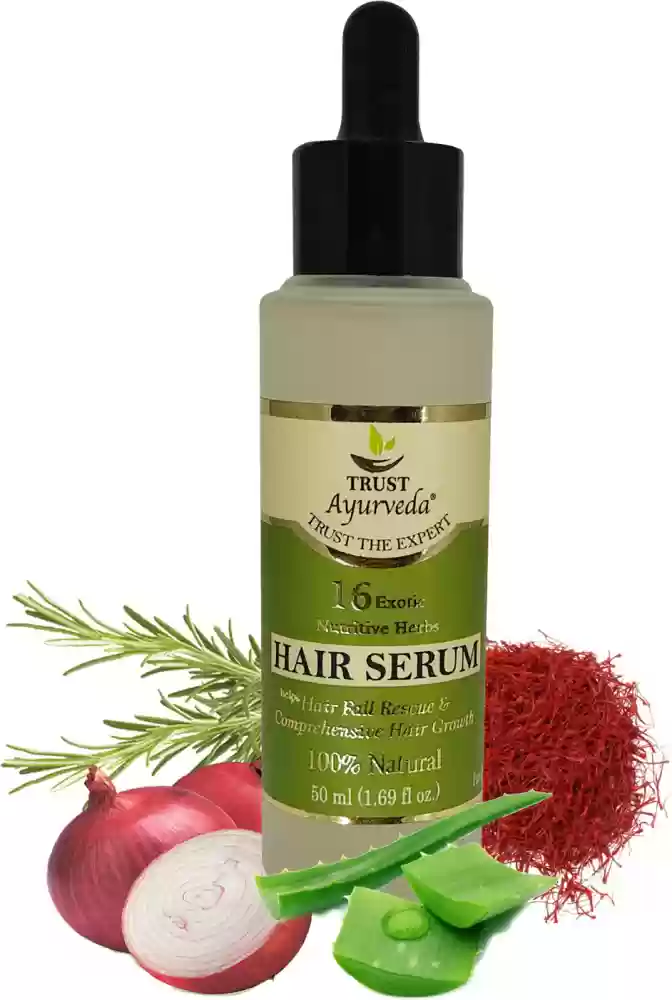 TRUST
Ayurveda®
TRUST THE EXPERT
16 Exotic
Nutritive Herbs
HAIR SERUM
helps Hair Fall Rescue &
Comprehensive Hair Growth
100% Natural
50 ml (1.69 fl oz.)